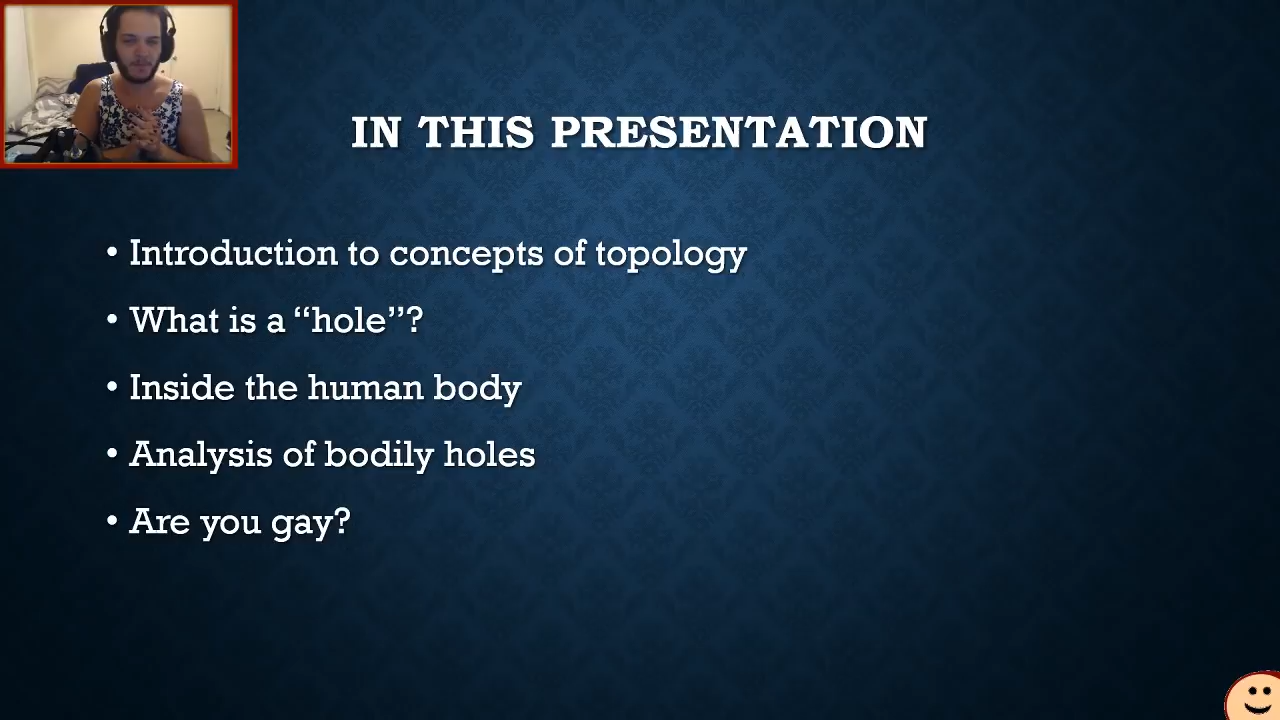 IN THIS PRESENTATION
• Introduction to concepts of topology
• What is a “hole”?
• Inside the human body
• Analysis of bodily holes
• Are you gay?